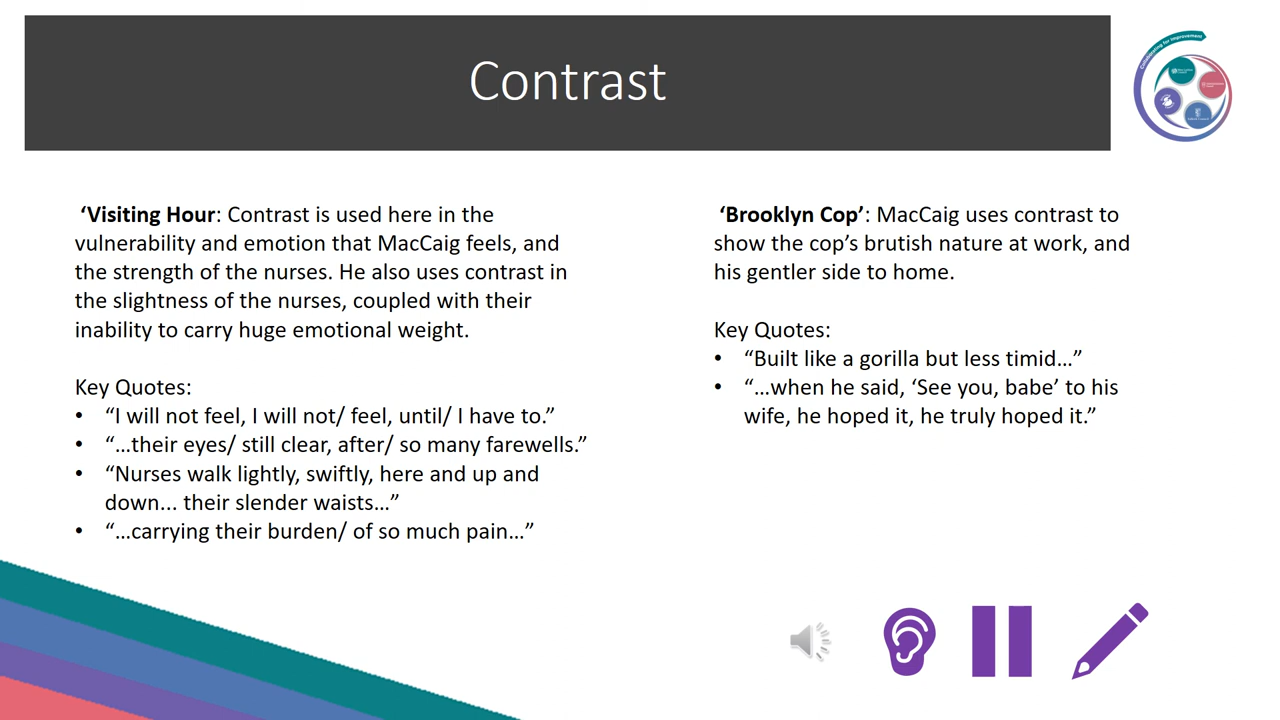 Contrast
Collaborating for Improvement
‘Visiting Hour: Contrast is used here in the
vulnerability and emotion that MacCaig feels, and
the strength of the nurses. He also uses contrast in
the slightness of the nurses, coupled with their
inability to carry huge emotional weight.
Key Quotes:
• “I will not feel, I will not/ feel, until/ I have to.”
• “…their eyes/ still clear, after/ so many farewells.”
• “Nurses walk lightly, swiftly, here and up and
down... their slender waists…”
• “…carrying their burden/ of so much pain…”
‘Brooklyn Cop’: MacCaig uses contrast to
show the cop’s brutish nature at work, and
his gentler side to home.
Key Quotes:
• “Built like a gorilla but less timid…”
• “…when he said, ‘See you, babe’ to his
wife, he hoped it, he truly hoped it.”